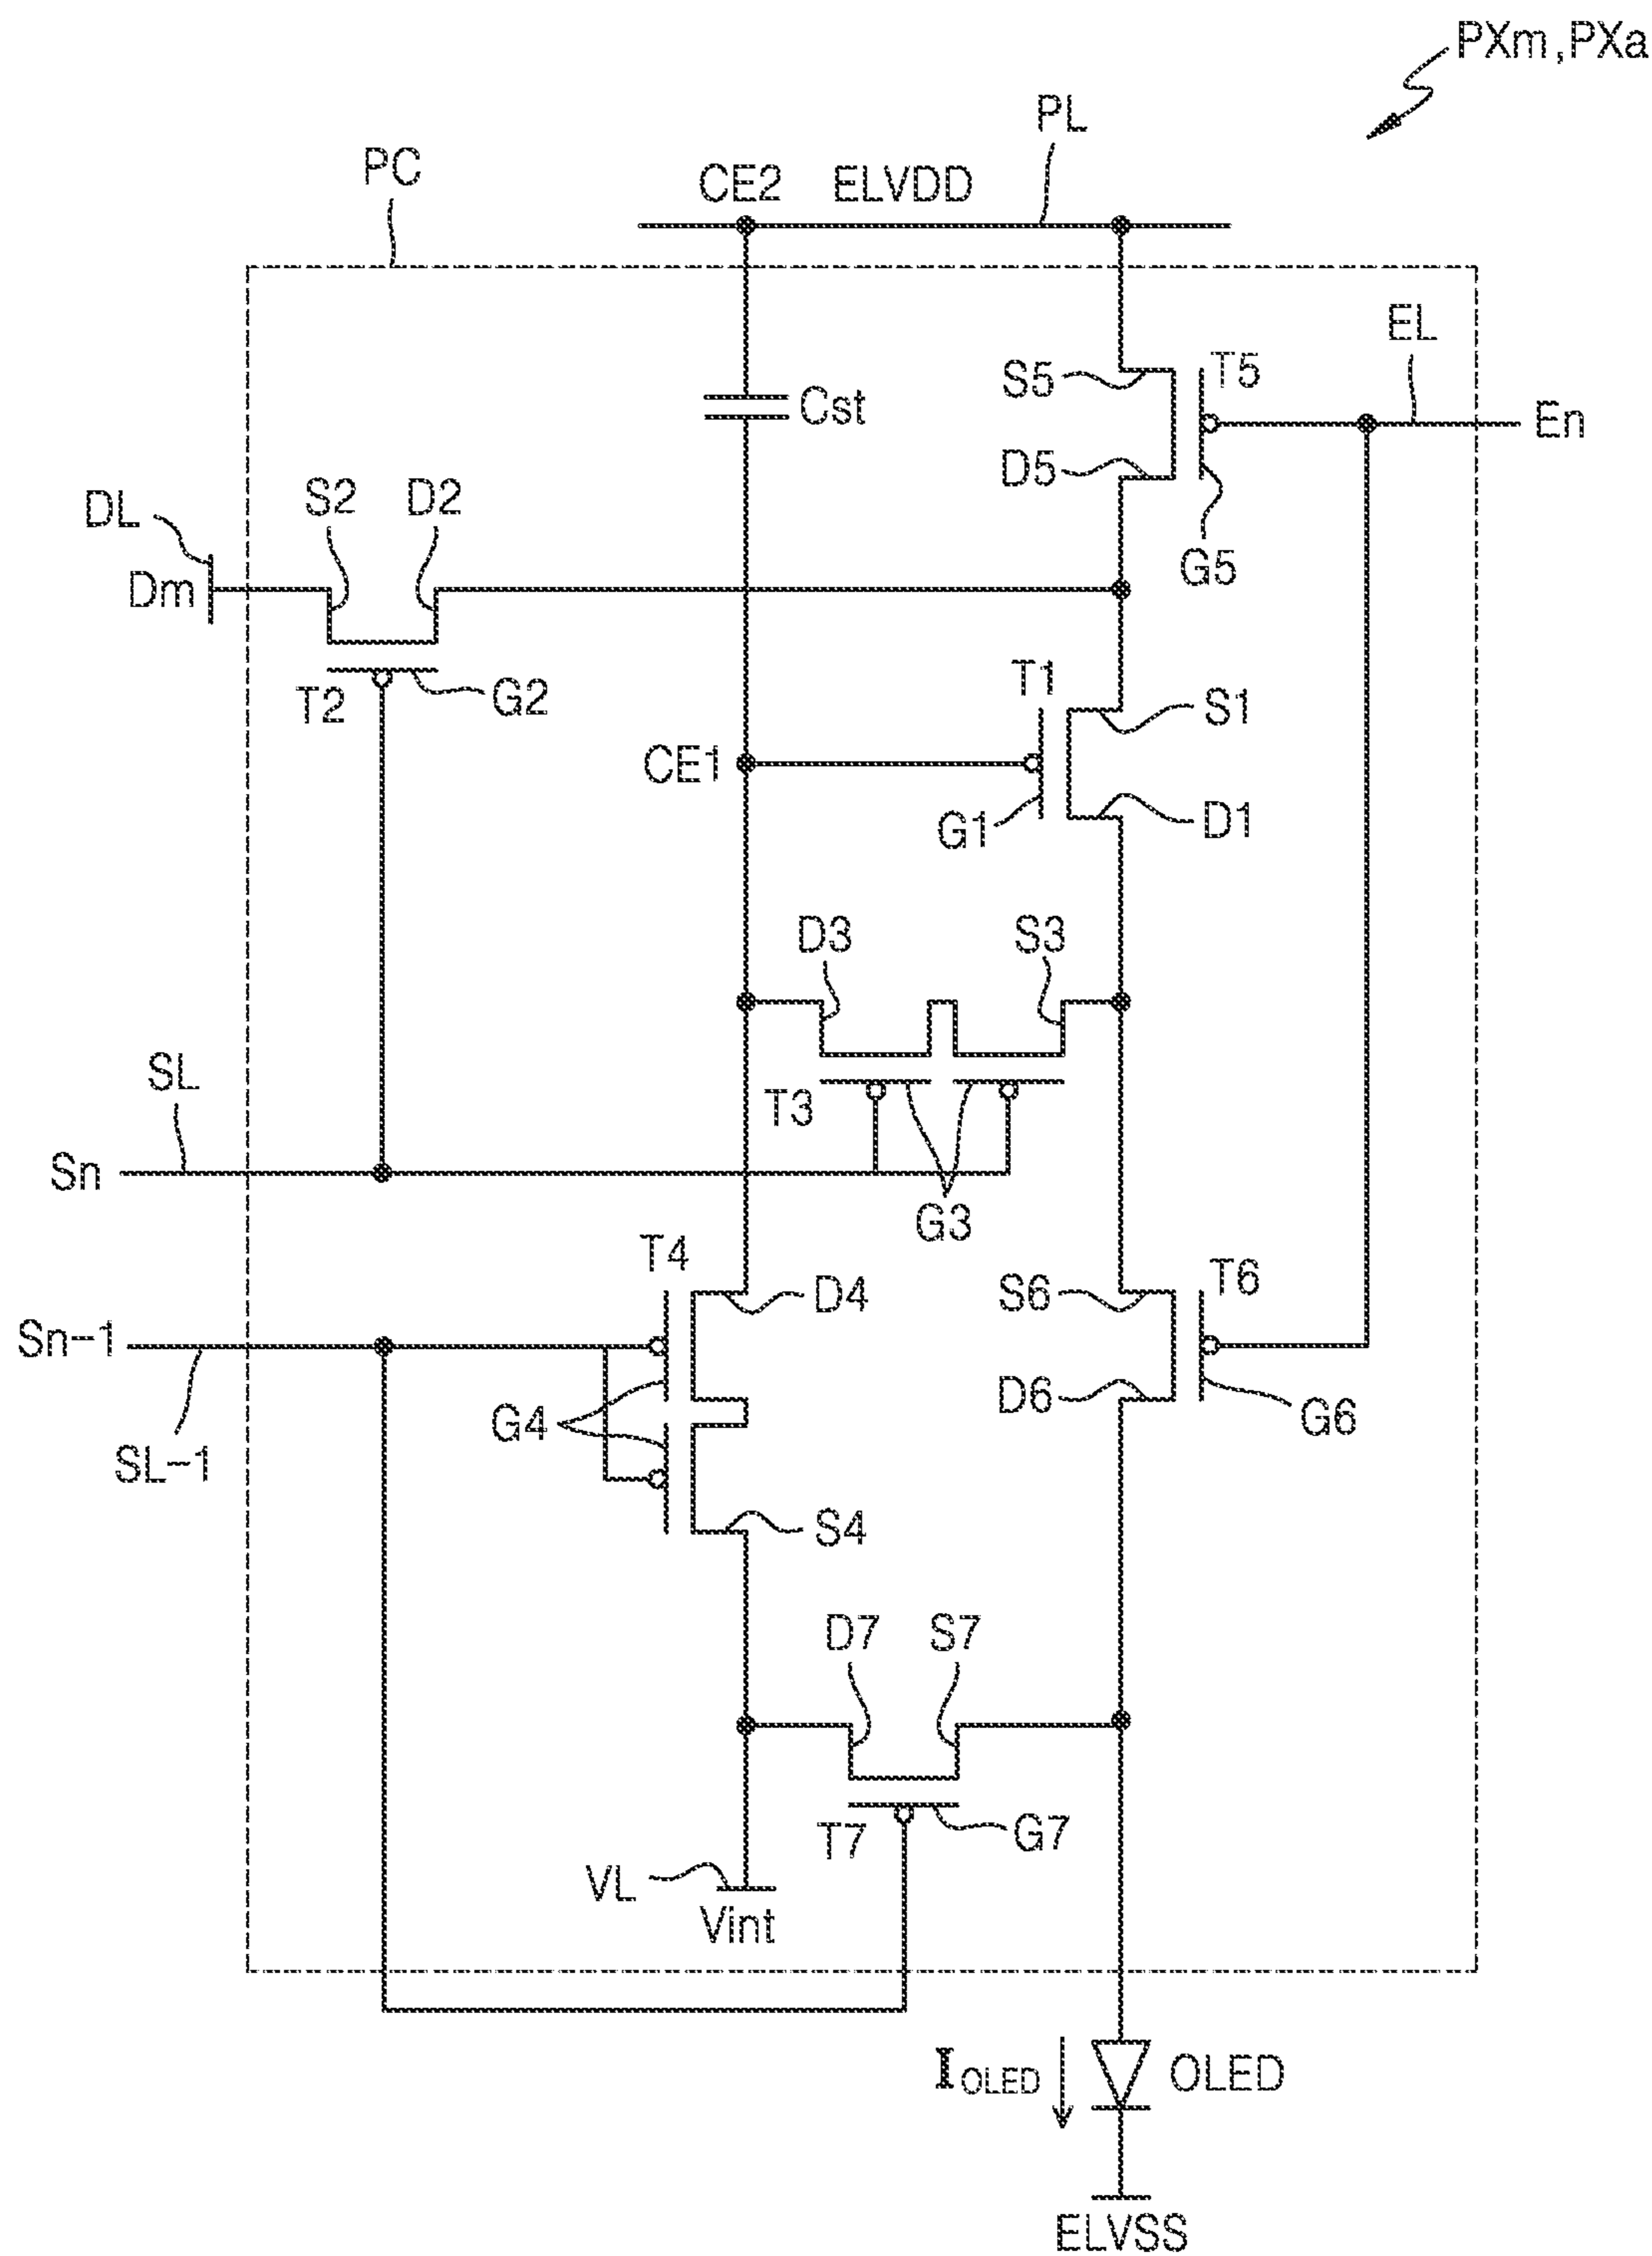 PXm,PXa
PL
PC
CE2
ELVDD
EL
S5
T5
Cst
En
D5
DL
S2
D2
G5
Dm
T1
T2
G2
S1
CE1
G1
D1
D3
S3
SL
T3
Sn
G3
T4
D4
S6
T6
Sn-1
G4
D6
G6
SL-1
S4
D7
S7
T7
G7
VL
Vint
IOLED
OLED
ELVSS